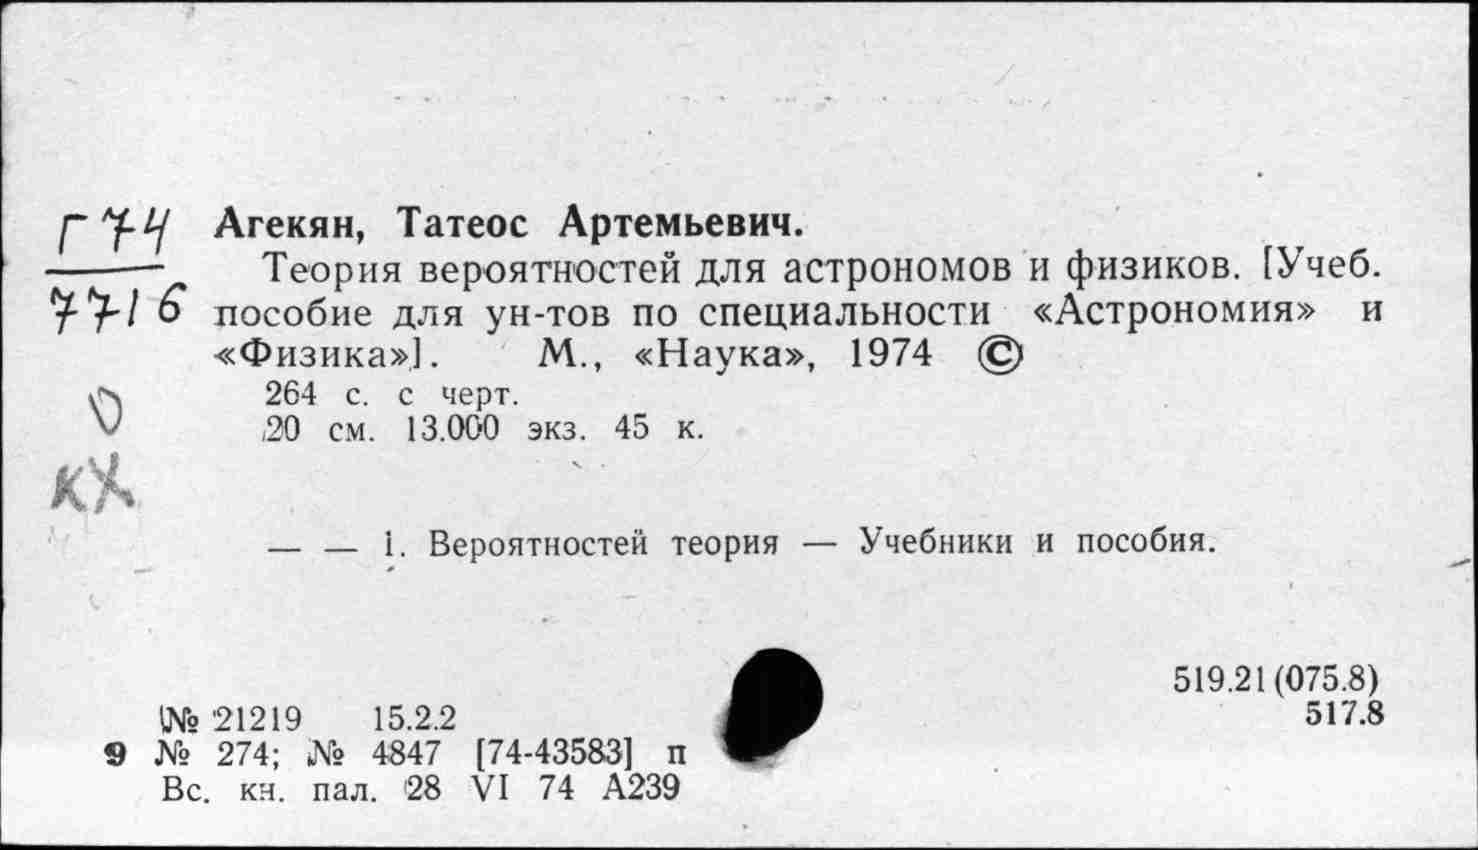 Г74
7716
Агекян, Татеос Артемьевич.
Теория вероятностей для астрономов и физиков. [Учеб.
пособие для ун-тов по специальности «Астрономия» и
«Физика»]. М., «Наука», 1974 ©
264 с. с черт.
20 см. 13.000 экз. 45 к.
О
КХ
— — 1. Вероятностей теория — Учебники и пособия.
519.21(075.8)
517.8
№ 21219 15.2.2
9 № 274; № 4847 [74-43583] п
Вс. кн. пал. 28 VI 74 А239